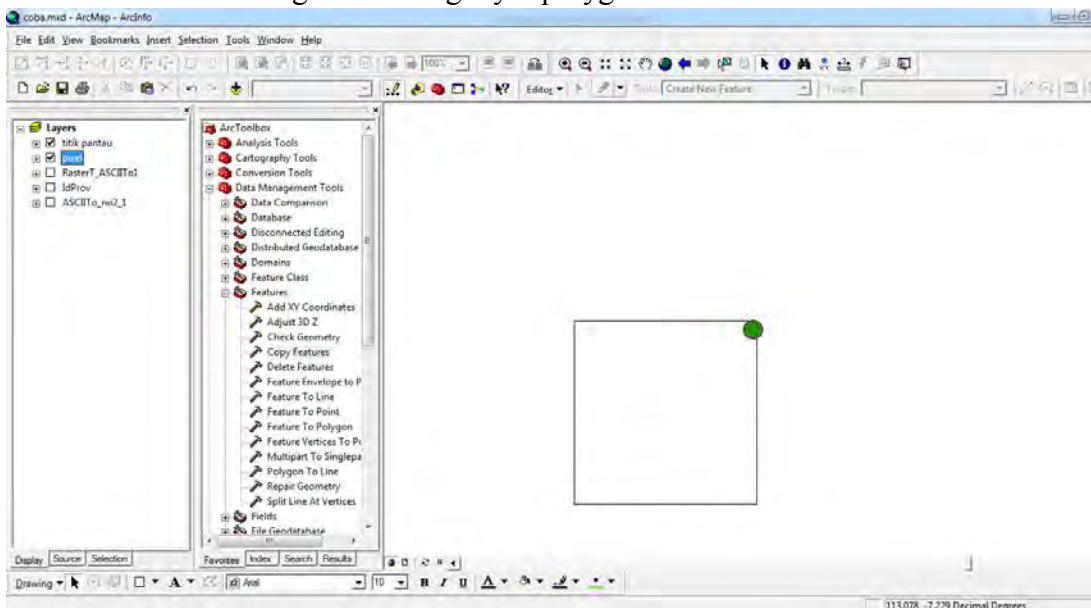 coba.mxd - ArcMap - ArcInfo
File Edit View Bookmarks Insert Selection Tools Window Help
100%
Editor Create New Feature
Layers
titik pantau
pixel
RasterT_ASCIITo1
IdProv
ASCIITo_no2_1
ArcToolbox
Analysis Tools
Cartography Tools
Conversion Tools
Data Management Tools
Data Comparison
Database
Disconnected Editing
Distributed Geodatabase
Domains
Feature Class
Features
Add XY Coordinates
Adjust 3D Z
Check Geometry
Copy Features
Delete Features
Feature Envelope to P
Feature To Line
Feature To Point
Feature To Polygon
Feature Vertices To Po
Multipart To Singlepa
Polygon To Line
Repair Geometry
Split Line At Vertices
Fields
File Geodatabase
Display Source Selection
Favorites Index Search Results
Drawing A Arial 10 B I U A
113.078 -7.229 Decimal Degrees